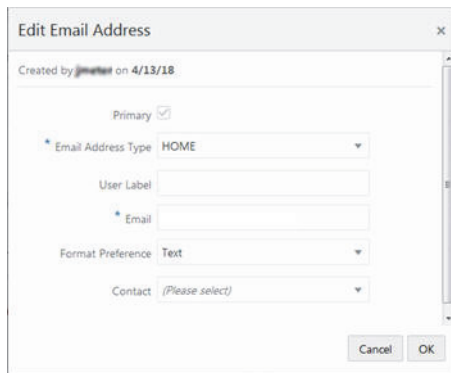 Edit Email Address
Created by on 4/13/18
Primary
* Email Address Type HOME
User Label
* Email
Format Preference Text
Contact (Please select)
Cancel OK